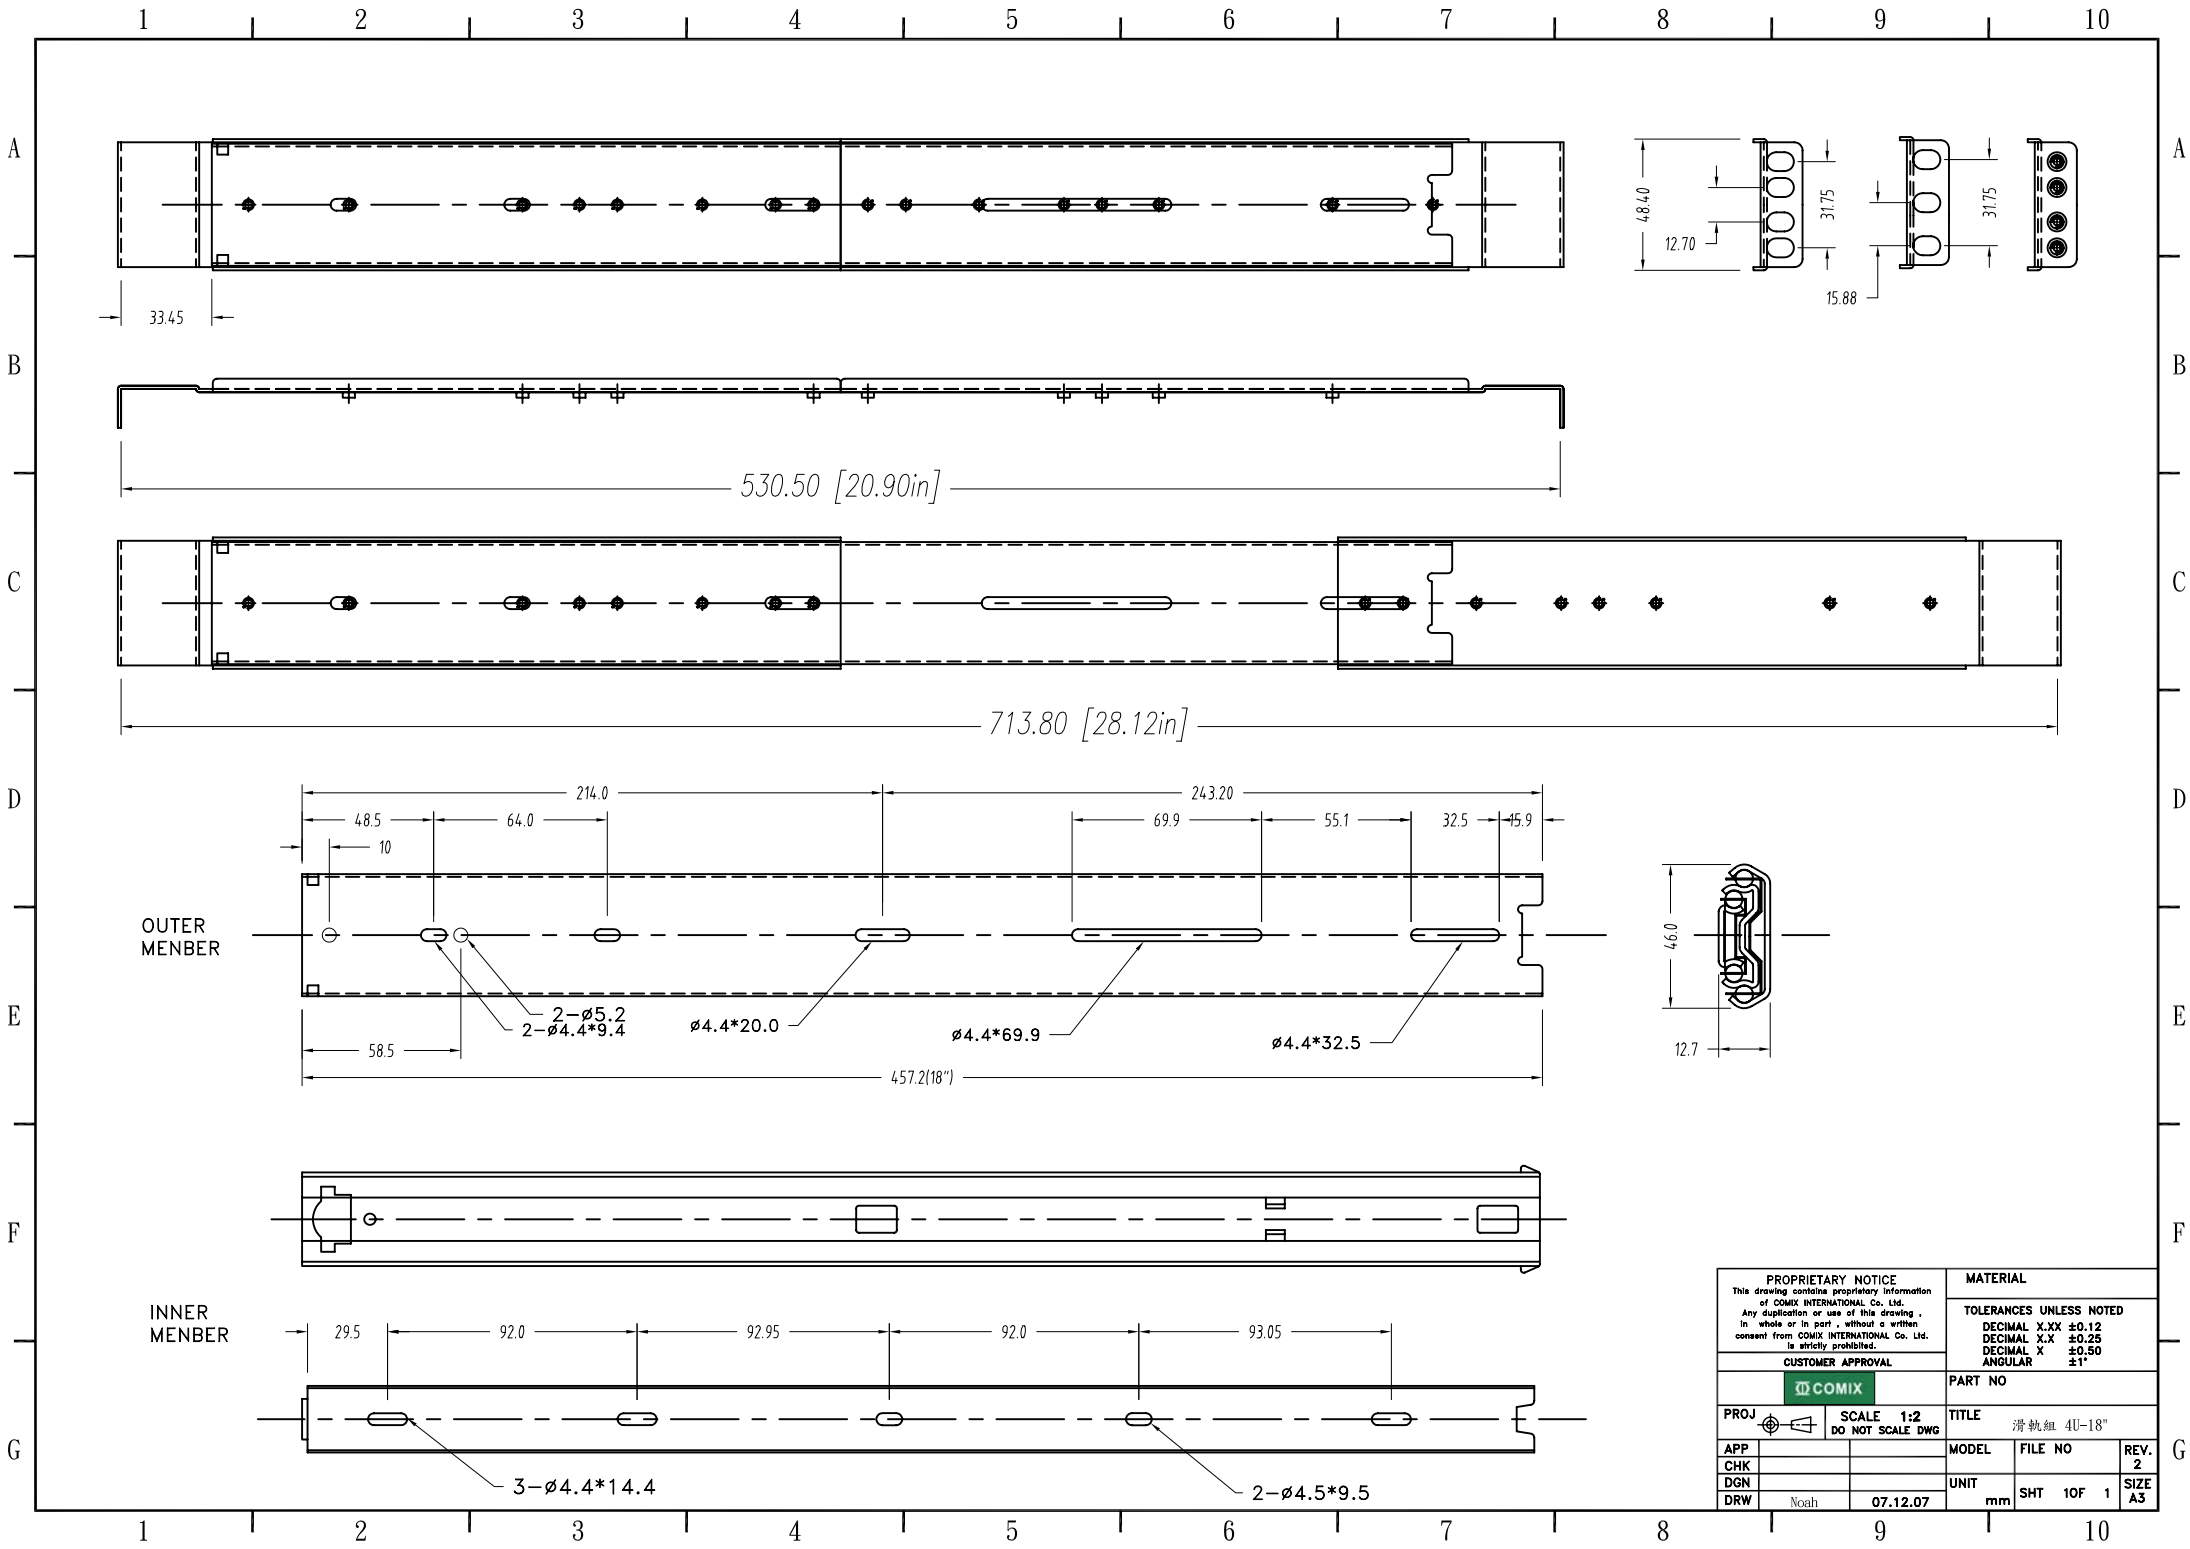 1 2 3 4 5 6 7 8 9 10
A A
48.40
12.70
31.75
31.75
15.88
33.45
B B
530.50 [20.90in]
C C
713.80 [28.12in]
D D
214.0 243.20
48.5 64.0 69.9 55.1 32.5 15.9
10
OUTER
MENBER
46.0
2-ø5.2
2-ø4.4*9.4
ø4.4*20.0
ø4.4*69.9
ø4.4*32.5
E E
58.5
12.7
457.2(18")
F F
INNER
MENBER
29.5 92.0 92.95 92.0 93.05
3-ø4.4*14.4
2-ø4.5*9.5
G G
PROPRIETARY NOTICE
This drawing contains proprietary information
of COMIX INTERNATIONAL Co. Ltd.
Any duplication or use of this drawing ,
in whole or in part , without a written
consent from COMIX INTERNATIONAL Co. Ltd.
is strictly prohibited.
CUSTOMER APPROVAL
COMIX
MATERIAL
TOLERANCES UNLESS NOTED
DECIMAL X.XX ±0.12
DECIMAL X.X ±0.25
DECIMAL X ±0.50
ANGULAR ±1°
PART NO
PROJ
SCALE 1:2
DO NOT SCALE DWG
TITLE
滑軌組 4U-18"
APP
CHK
DGN
DRW Noah 07.12.07
MODEL
FILE NO
REV.
2
UNIT
mm
SHT 1OF 1
SIZE
A3
1 2 3 4 5 6 7 8 9 10